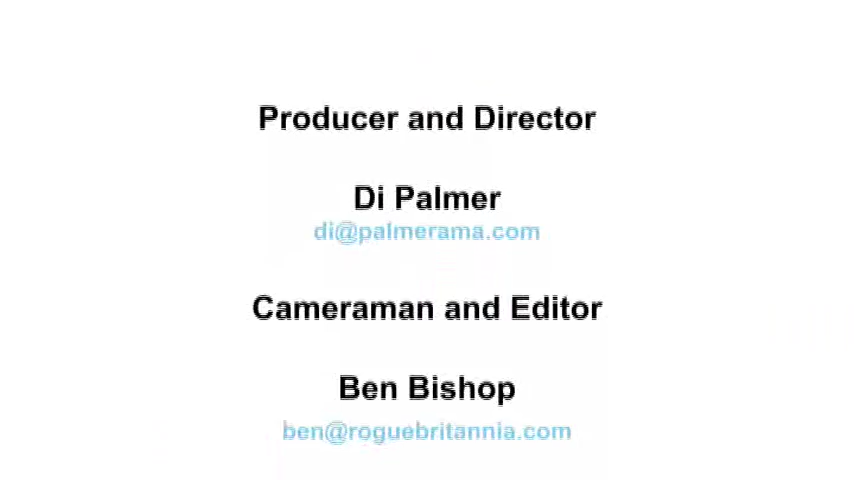 Producer and Director
Di Palmer
di@palmerama.com
Cameraman and Editor
Ben Bishop
ben@roguebritannia.com